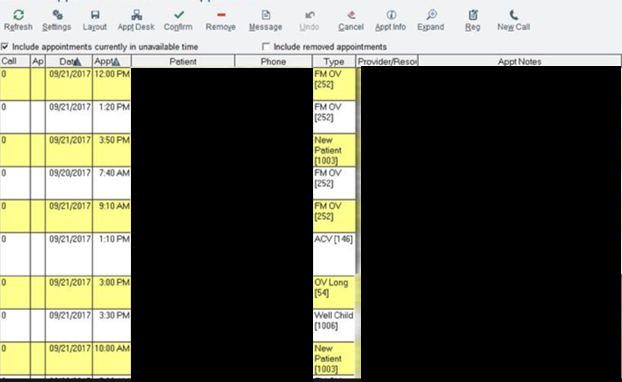 Refresh Settings Layout Appt Desk Confirm Remove Message Undo Cancel Appt Info Expand Reg New Call
Include appointments currently in unavailable time Include removed appointments
Call Ap Date Appt Patient Phone Type Provider/Resou Appt Notes
0 09/21/2017 12:00 PM FM OV
[252]
0 09/21/2017 1:20 PM FM OV
[252]
0 09/21/2017 3:50 PM New
Patient
[1003]
0 09/20/2017 7:40 AM FM OV
[252]
0 09/21/2017 9:10 AM FM OV
[252]
0 09/21/2017 1:10 PM ACV [146]
0 09/21/2017 3:00 PM OV Long
[54]
0 09/21/2017 3:30 PM Well Child
[1006]
0 09/21/2017 10:00 AM New
Patient
[1003]